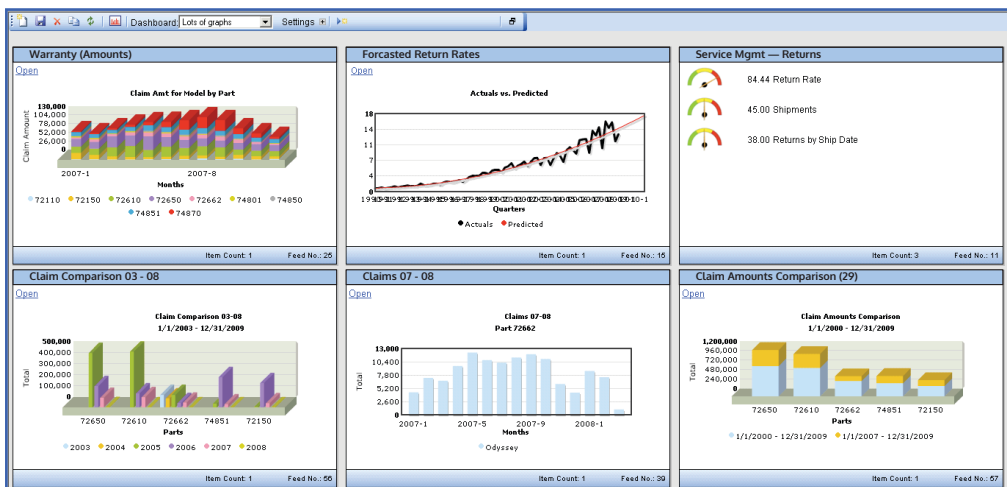 Dashboard: Lots of graphs Settings
Warranty (Amounts)
Open
Claim Amt for Model by Part
Claim Amount
130,000
104,000
78,000
52,000
26,000
0
2007-1 2007-8
Months
72110 72150 72610 72650 72662 74801 74850
74851 74870
Item Count: 1 Feed No.: 25
Forcasted Return Rates
Open
Actuals vs. Predicted
18
14
11
7
4
0
Quarters
Actuals Predicted
Item Count: 1 Feed No.: 15
Service Mgmt — Returns
84.44 Return Rate
45.00 Shipments
38.00 Returns by Ship Date
Item Count: 3 Feed No.: 11
Claim Comparison 03 - 08
Open
Claim Comparison 03-08
1/1/2003 - 12/31/2009
Total
500,000
400,000
300,000
200,000
100,000
0
72650 72610 72662 74851 72150
Parts
2003 2004 2005 2006 2007 2008
Item Count: 1 Feed No.: 56
Claims 07 - 08
Open
Claims 07-08
Part 72662
Total
13,000
10,400
7,800
5,200
2,600
0
2007-1 2007-5 2007-9 2008-1
Months
Odyssey
Item Count: 1 Feed No.: 39
Claim Amounts Comparison (29)
Open
Claim Amounts Comparison
1/1/2000 - 12/31/2009
Total
1,200,000
960,000
720,000
480,000
240,000
0
72650 72610 72662 74851 72150
Parts
1/1/2000 - 12/31/2009 1/1/2007 - 12/31/2009
Item Count: 1 Feed No.: 57